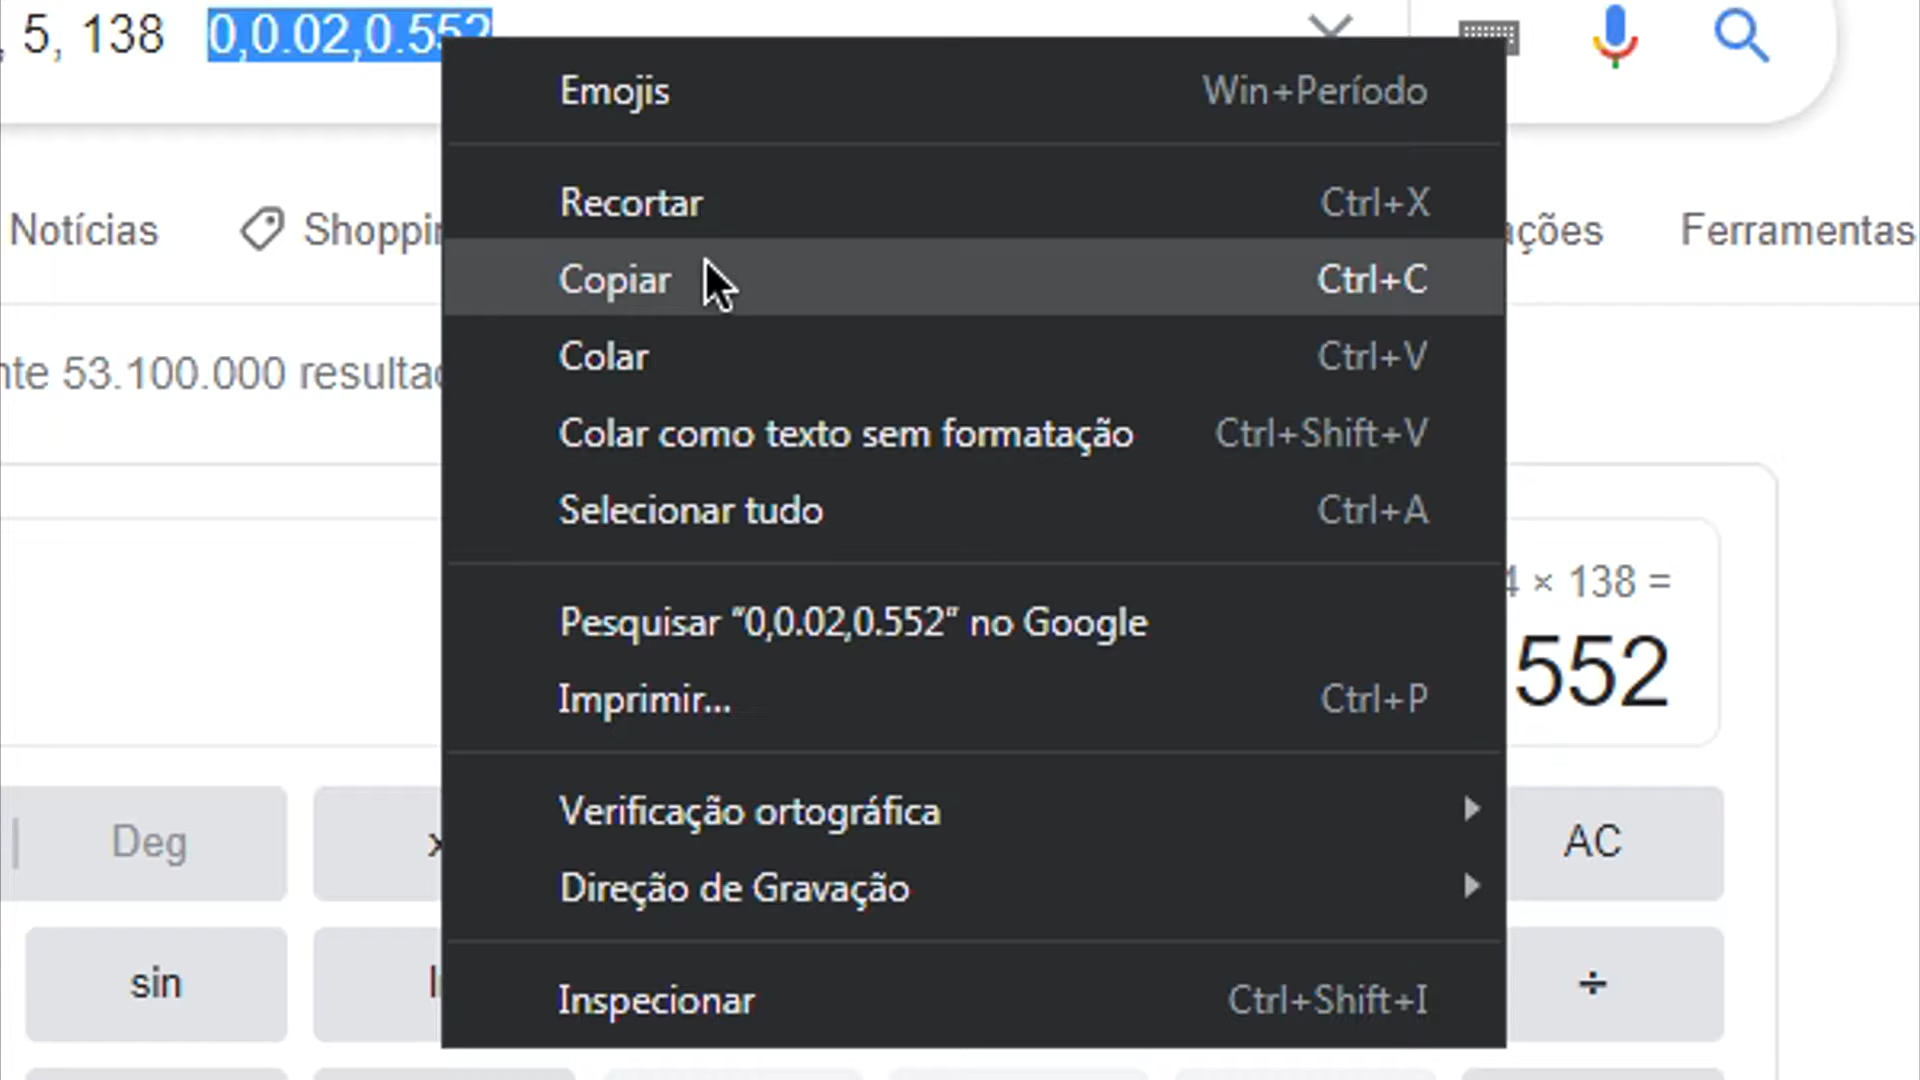 , 5, 138 0,0.02,0.552
Emojis Win+Período
Recortar Ctrl+X
Notícias Shoppin ações Ferramentas
Copiar Ctrl+C
Colar Ctrl+V
nte 53.100.000 resultad
Colar como texto sem formatação Ctrl+Shift+V
Selecionar tudo Ctrl+A
4 × 138 =
Pesquisar “0,0.02,0.552” no Google
552
Imprimir... Ctrl+P
Verificação ortográfica
Deg x AC
Direção de Gravação
sin ÷
Inspecionar Ctrl+Shift+I